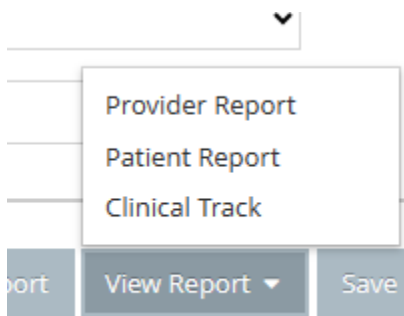 Provider Report
Patient Report
Clinical Track
View Report
Save